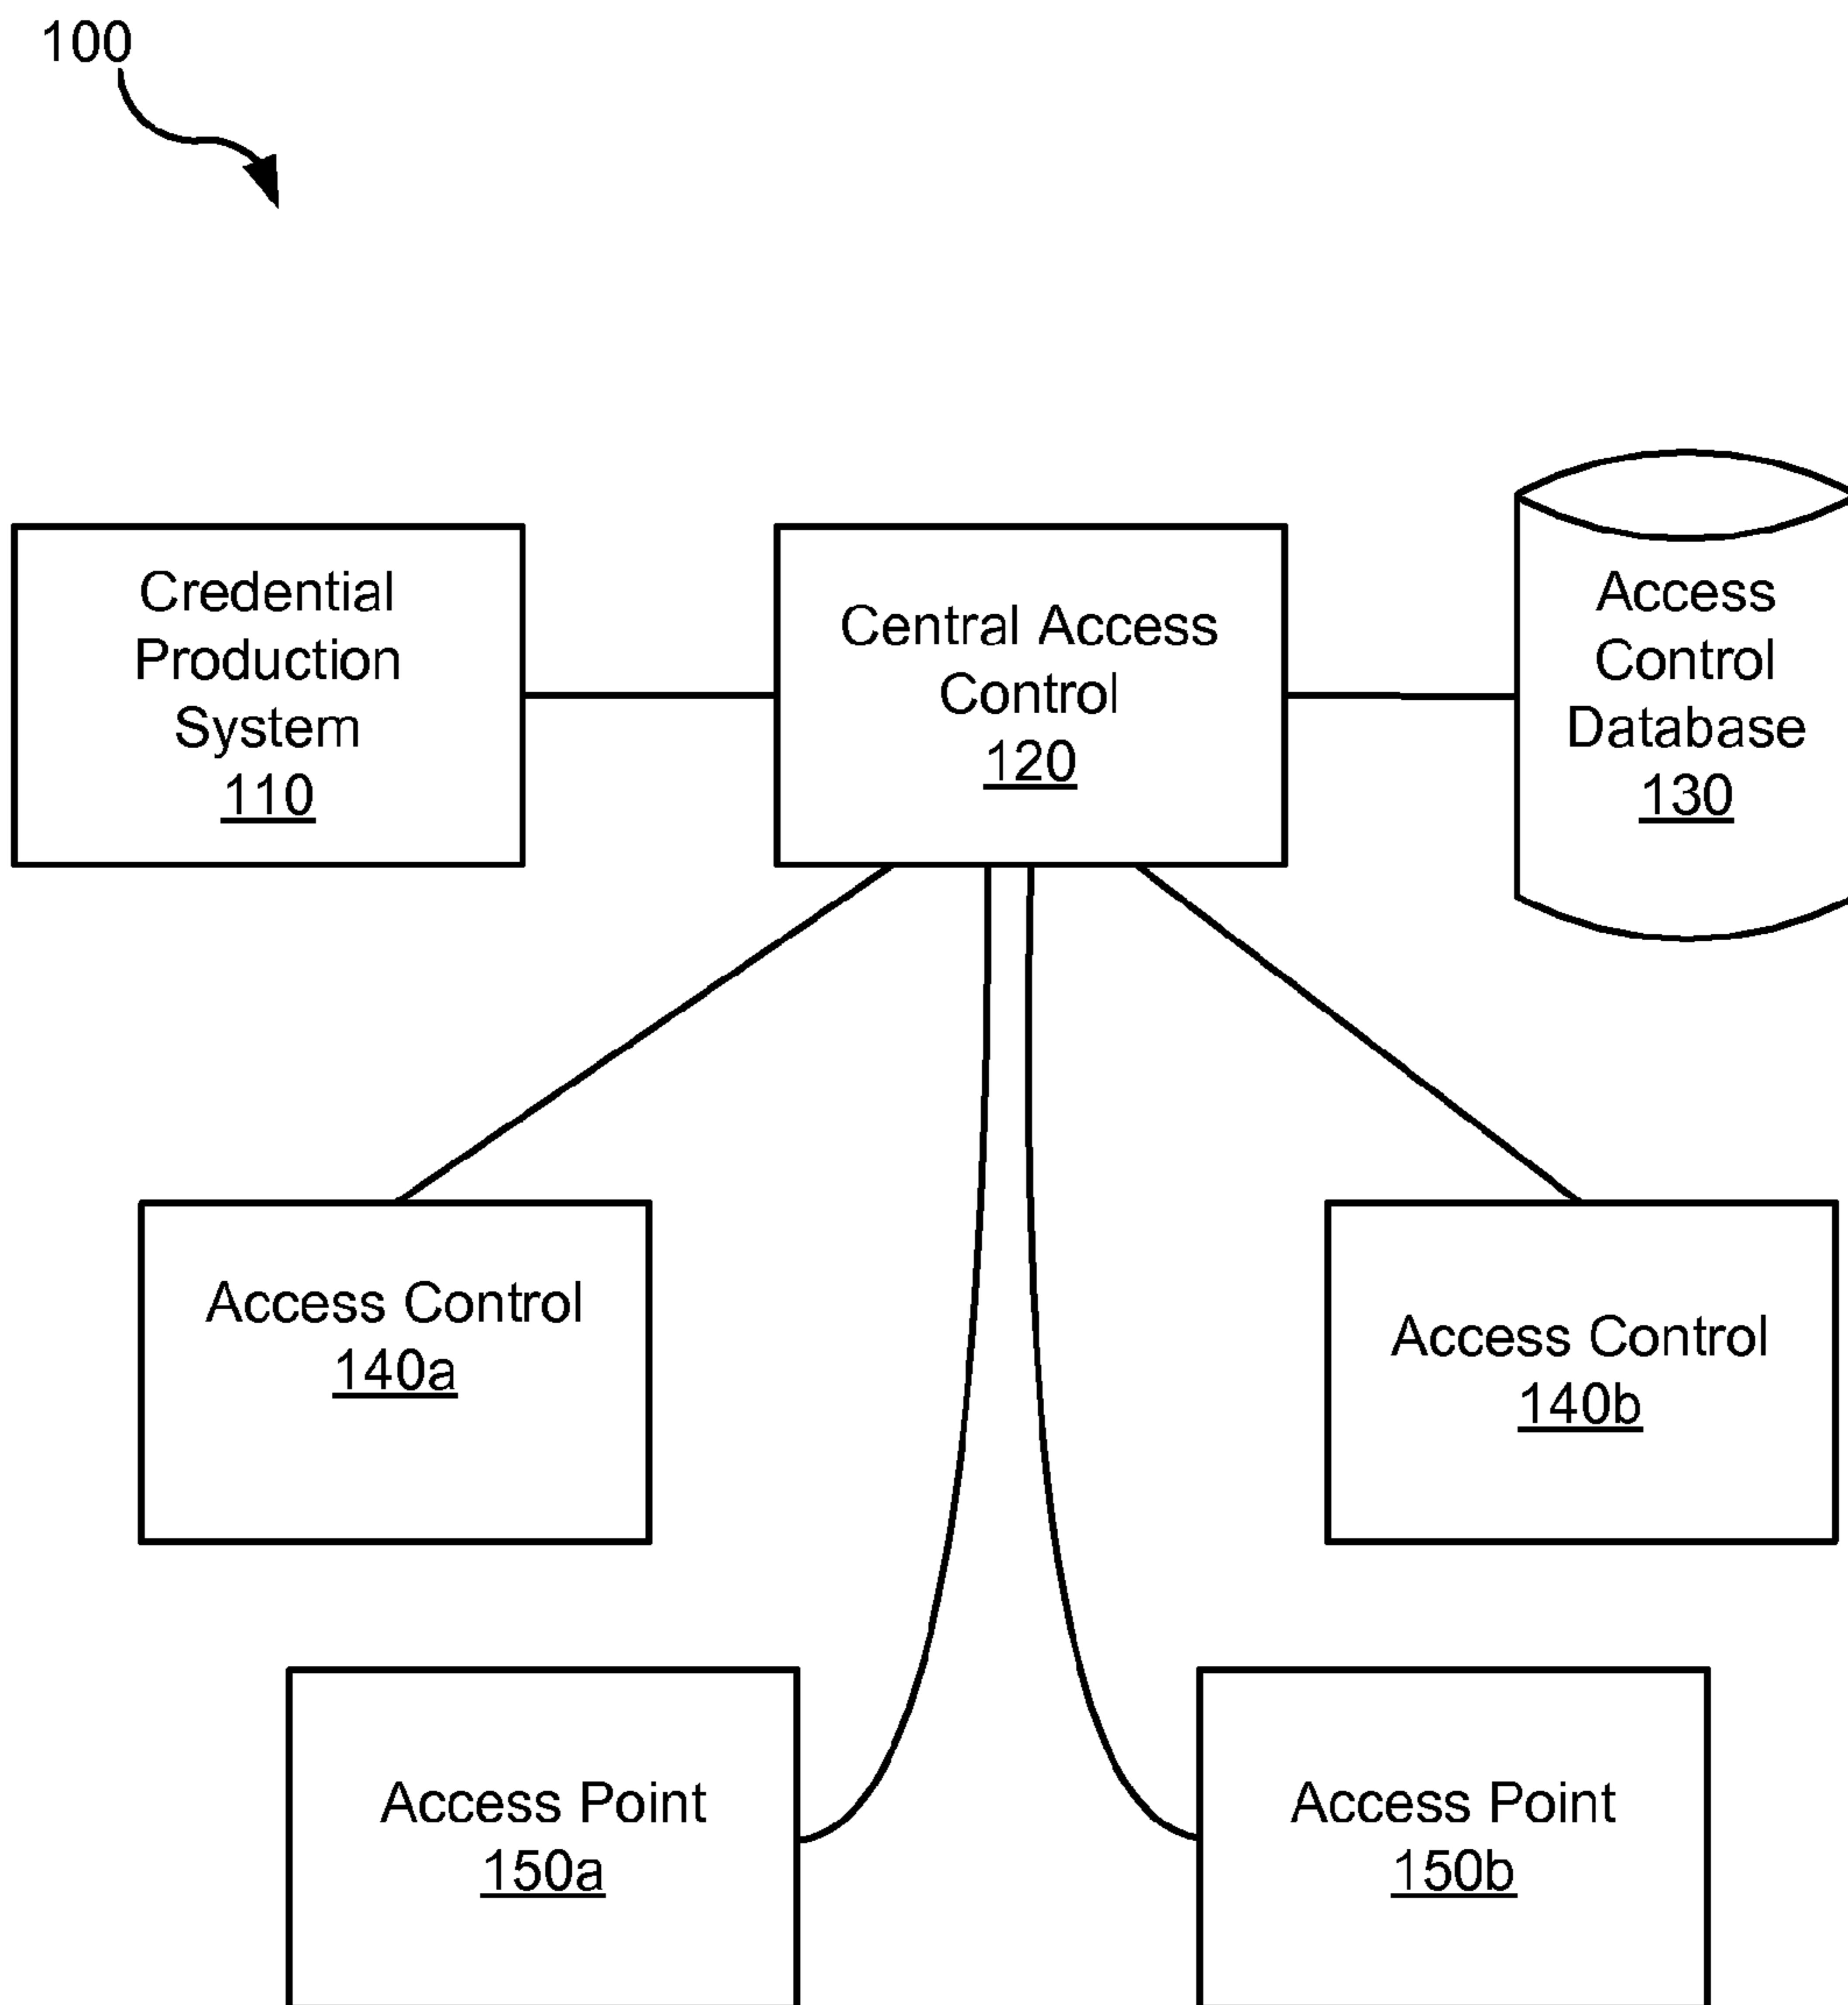 100
Credential
Production
System
110
Central Access
Control
120
Access
Control
Database
130
Access Control
140a
Access Control
140b
Access Point
150a
Access Point
150b